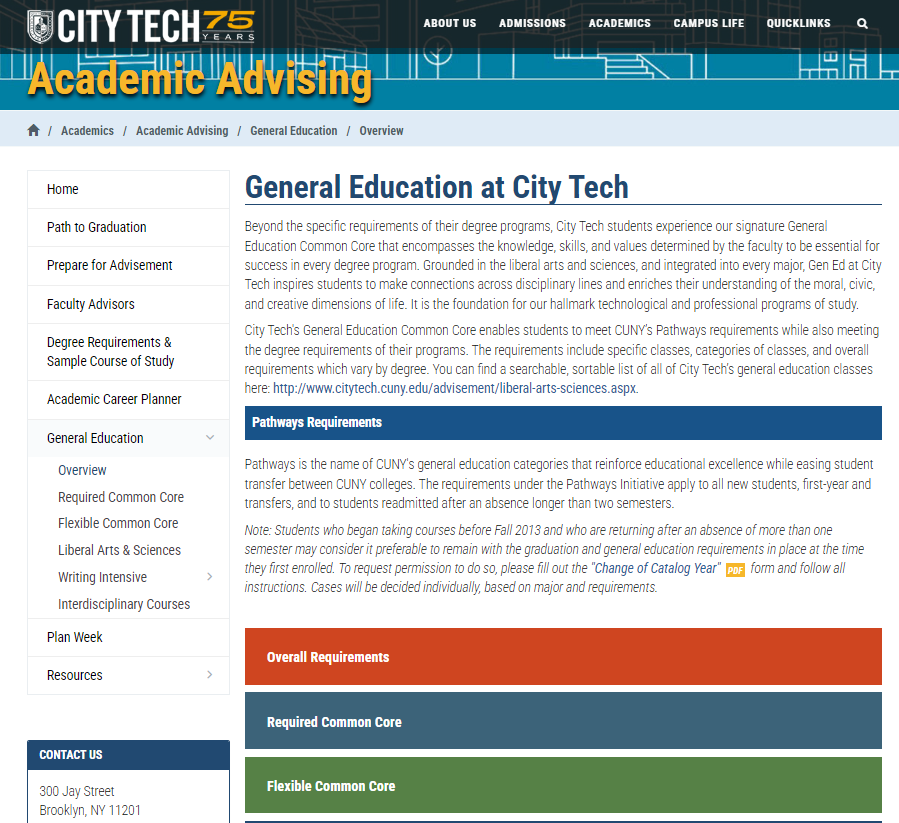 CITY TECH 75 YEARS
ABOUT US ADMISSIONS ACADEMICS CAMPUS LIFE QUICKLINKS
Academic Advising
/ Academics / Academic Advising / General Education / Overview
Home
Path to Graduation
Prepare for Advisement
Faculty Advisors
Degree Requirements &
Sample Course of Study
Academic Career Planner
General Education
Overview
Required Common Core
Flexible Common Core
Liberal Arts & Sciences
Writing Intensive
Interdisciplinary Courses
Plan Week
Resources
CONTACT US
300 Jay Street
Brooklyn, NY 11201
General Education at City Tech
Beyond the specific requirements of their degree programs, City Tech students experience our signature General
Education Common Core that encompasses the knowledge, skills, and values determined by the faculty to be essential for
success in every degree program. Grounded in the liberal arts and sciences, and integrated into every major, Gen Ed at City
Tech inspires students to make connections across disciplinary lines and enriches their understanding of the moral, civic,
and creative dimensions of life. It is the foundation for our hallmark technological and professional programs of study.
City Tech's General Education Common Core enables students to meet CUNY's Pathways requirements while also meeting
the degree requirements of their programs. The requirements include specific classes, categories of classes, and overall
requirements which vary by degree. You can find a searchable, sortable list of all of City Tech's general education classes
here: http://www.citytech.cuny.edu/advisement/liberal-arts-sciences.aspx.
Pathways Requirements
Pathways is the name of CUNY's general education categories that reinforce educational excellence while easing student
transfer between CUNY colleges. The requirements under the Pathways Initiative apply to all new students, first-year and
transfers, and to students readmitted after an absence longer than two semesters.
Note: Students who began taking courses before Fall 2013 and who are returning after an absence of more than one
semester may consider it preferable to remain with the graduation and general education requirements in place at the time
they first enrolled. To request permission to do so, please fill out the "Change of Catalog Year" PDF form and follow all
instructions. Cases will be decided individually, based on major and requirements.
Overall Requirements
Required Common Core
Flexible Common Core